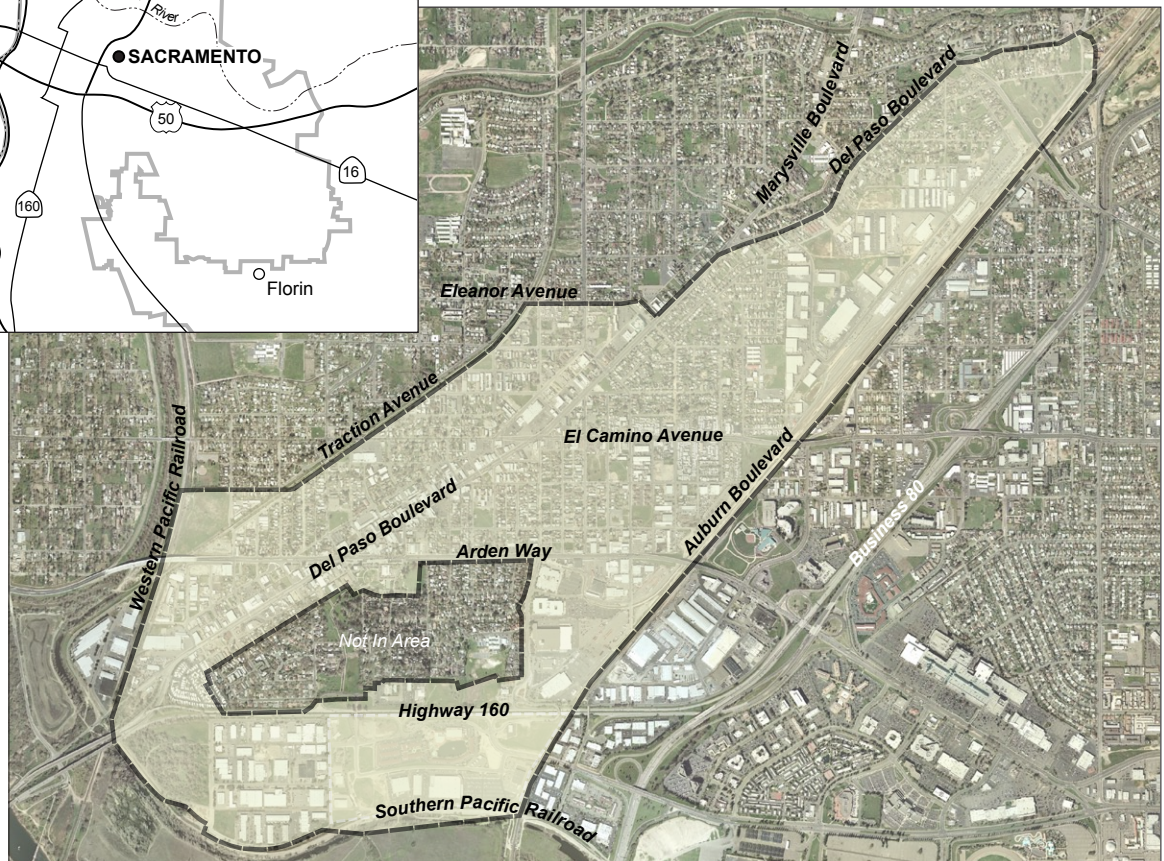 River
SACRAMENTO
50
16
160
Florin
Marysville Boulevard
Del Paso Boulevard
Eleanor Avenue
Traction Avenue
El Camino Avenue
Western Pacific Railroad
Del Paso Boulevard
Auburn Boulevard
Business 80
Arden Way
Not In Area
Highway 160
Southern Pacific Railroad